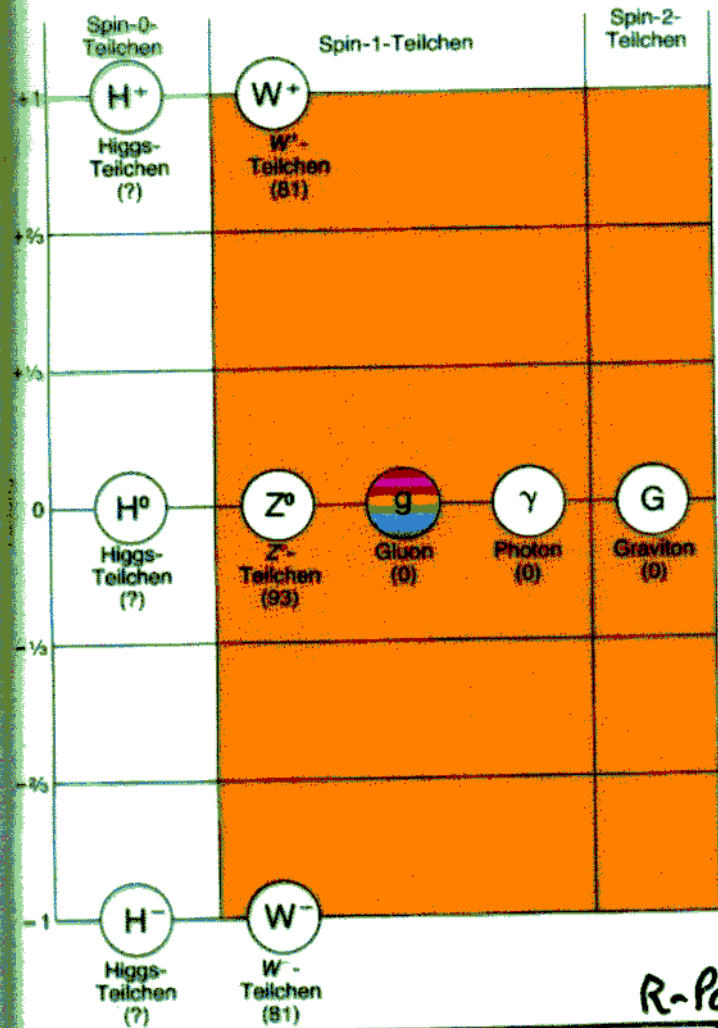 Spin-0-
Teilchen
Spin-1-Teilchen
Spin-2-
Teilchen
+1
H+
Higgs-
Teilchen
(?)
W+
W+-
Teilchen
(81)
+⅔
+⅓
0
H⁰
Higgs-
Teilchen
(?)
Z⁰
Z⁰-
Teilchen
(93)
g
Gluon
(0)
γ
Photon
(0)
G
Graviton
(0)
-⅓
-⅔
-1
H⁻
Higgs-
Teilchen
(?)
W⁻
W⁻-
Teilchen
(81)